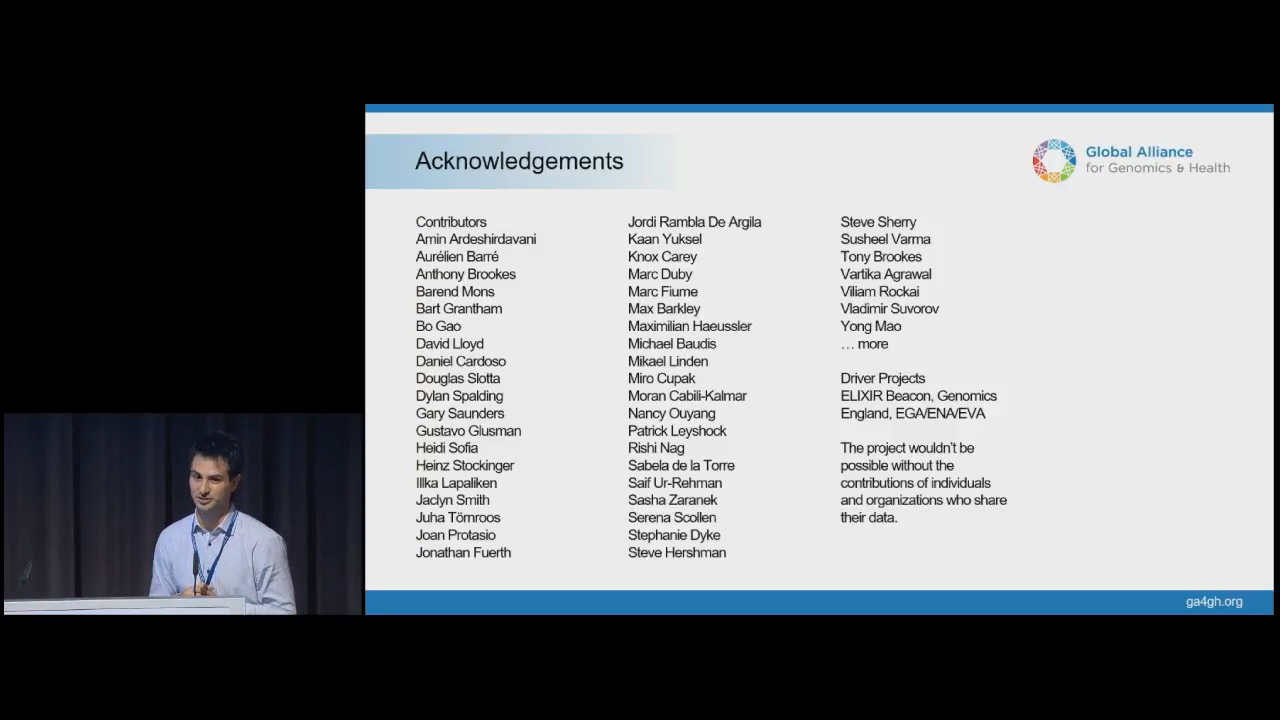 Acknowledgements
Global Alliance
for Genomics & Health
Contributors
Amin Ardeshirdavani
Aurélien Barré
Anthony Brookes
Barend Mons
Bart Grantham
Bo Gao
David Lloyd
Daniel Cardoso
Douglas Slotta
Dylan Spalding
Gary Saunders
Gustavo Glusman
Heidi Sofia
Heinz Stockinger
Illka Lapaliken
Jaclyn Smith
Juha Törnroos
Joan Protasio
Jonathan Fuerth
Jordi Rambla De Argila
Kaan Yuksel
Knox Carey
Marc Duby
Marc Fiume
Max Barkley
Maximilian Haeussler
Michael Baudis
Mikael Linden
Miro Cupak
Moran Cabili-Kalmar
Nancy Ouyang
Patrick Leyshock
Rishi Nag
Sabela de la Torre
Saif Ur-Rehman
Sasha Zaranek
Serena Scollen
Stephanie Dyke
Steve Hershman
Steve Sherry
Susheel Varma
Tony Brookes
Vartika Agrawal
Viliam Rockai
Vladimir Suvorov
Yong Mao
… more
Driver Projects
ELIXIR Beacon, Genomics
England, EGA/ENA/EVA
The project wouldn't be
possible without the
contributions of individuals
and organizations who share
their data.
ga4gh.org